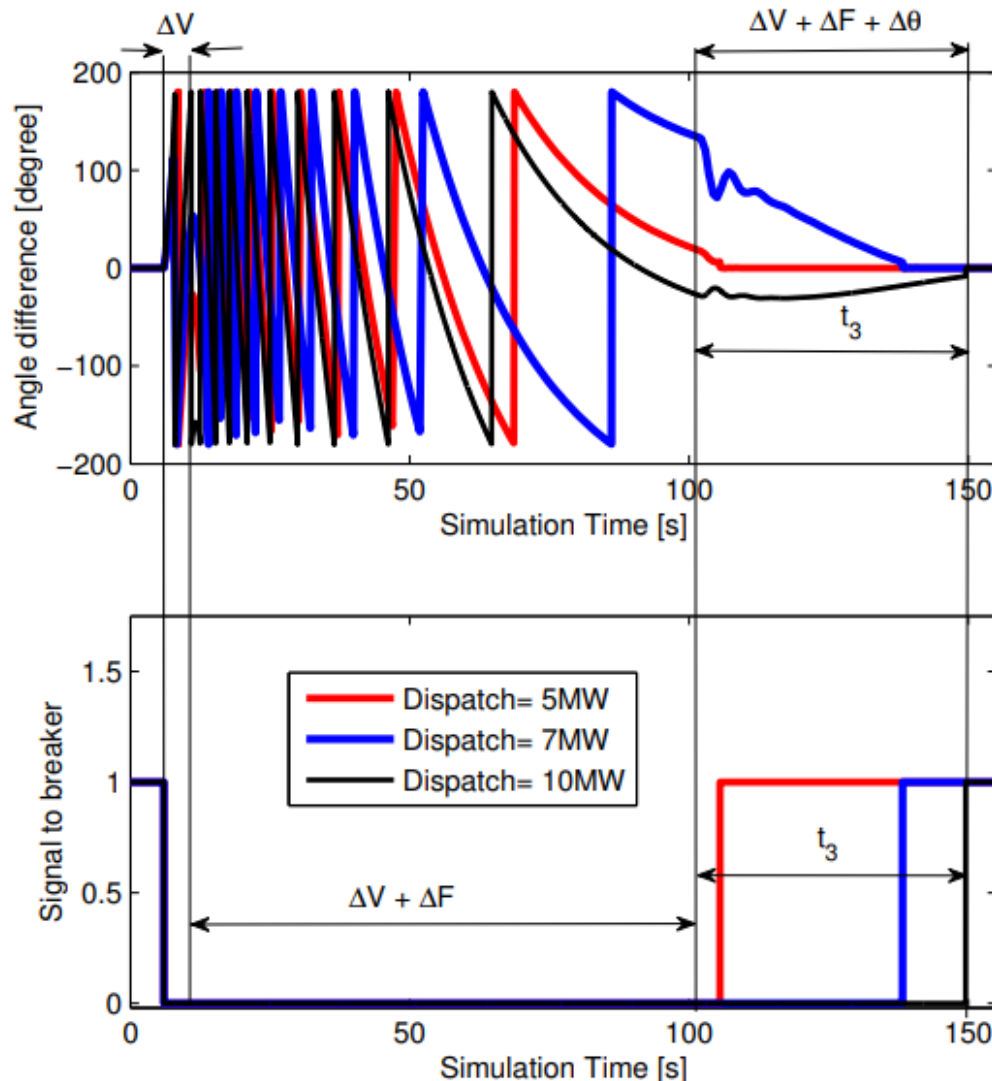 ΔV
ΔV + ΔF + Δθ
200
100
0
−100
−200
Angle difference [degree]
t3
0
50
100
150
Simulation Time [s]
1.5
1
0.5
0
Signal to breaker
Dispatch= 5MW
Dispatch= 7MW
Dispatch= 10MW
t3
ΔV + ΔF
0
50
100
150
Simulation Time [s]